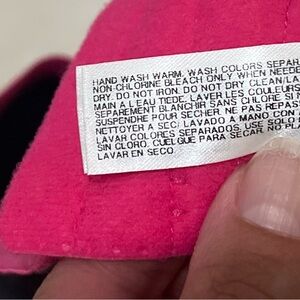 HAND WASH WARM. WASH COLORS SEPAR
NON-CHLORINE BLEACH ONLY WHEN NEEDE
DRY. DO NOT IRON. DO NOT DRY CLEAN/LA
MAIN A L'EAU TIEDE. LAVER LES COULEURS
SEPAREMENT BLANCHIR SANS CHLORE SI N
SUSPENDRE POUR SECHER. NE PAS REPAS
NETTOYER A SEC/ LAVADO A MANO CON A
LAVAR COLORES SEPARADOS. USE SOLO
SIN CLORO. CUELGUE PARA SECAR NO PLA
LAVAR EN SECO.